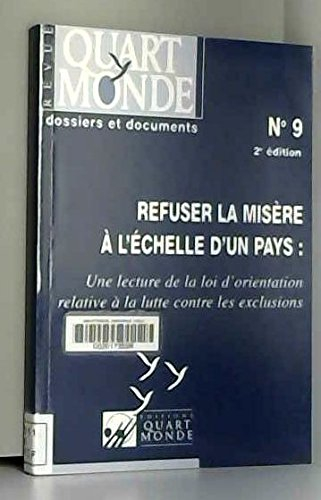 REVUE
QUART
MONDE
dossiers et documents
N° 9
2e édition
REFUSER LA MISÈRE
À L'ÉCHELLE D'UN PAYS :
Une lecture de la loi d'orientation
relative à la lutte contre les exclusions
EDITIONS
QUART
MONDE